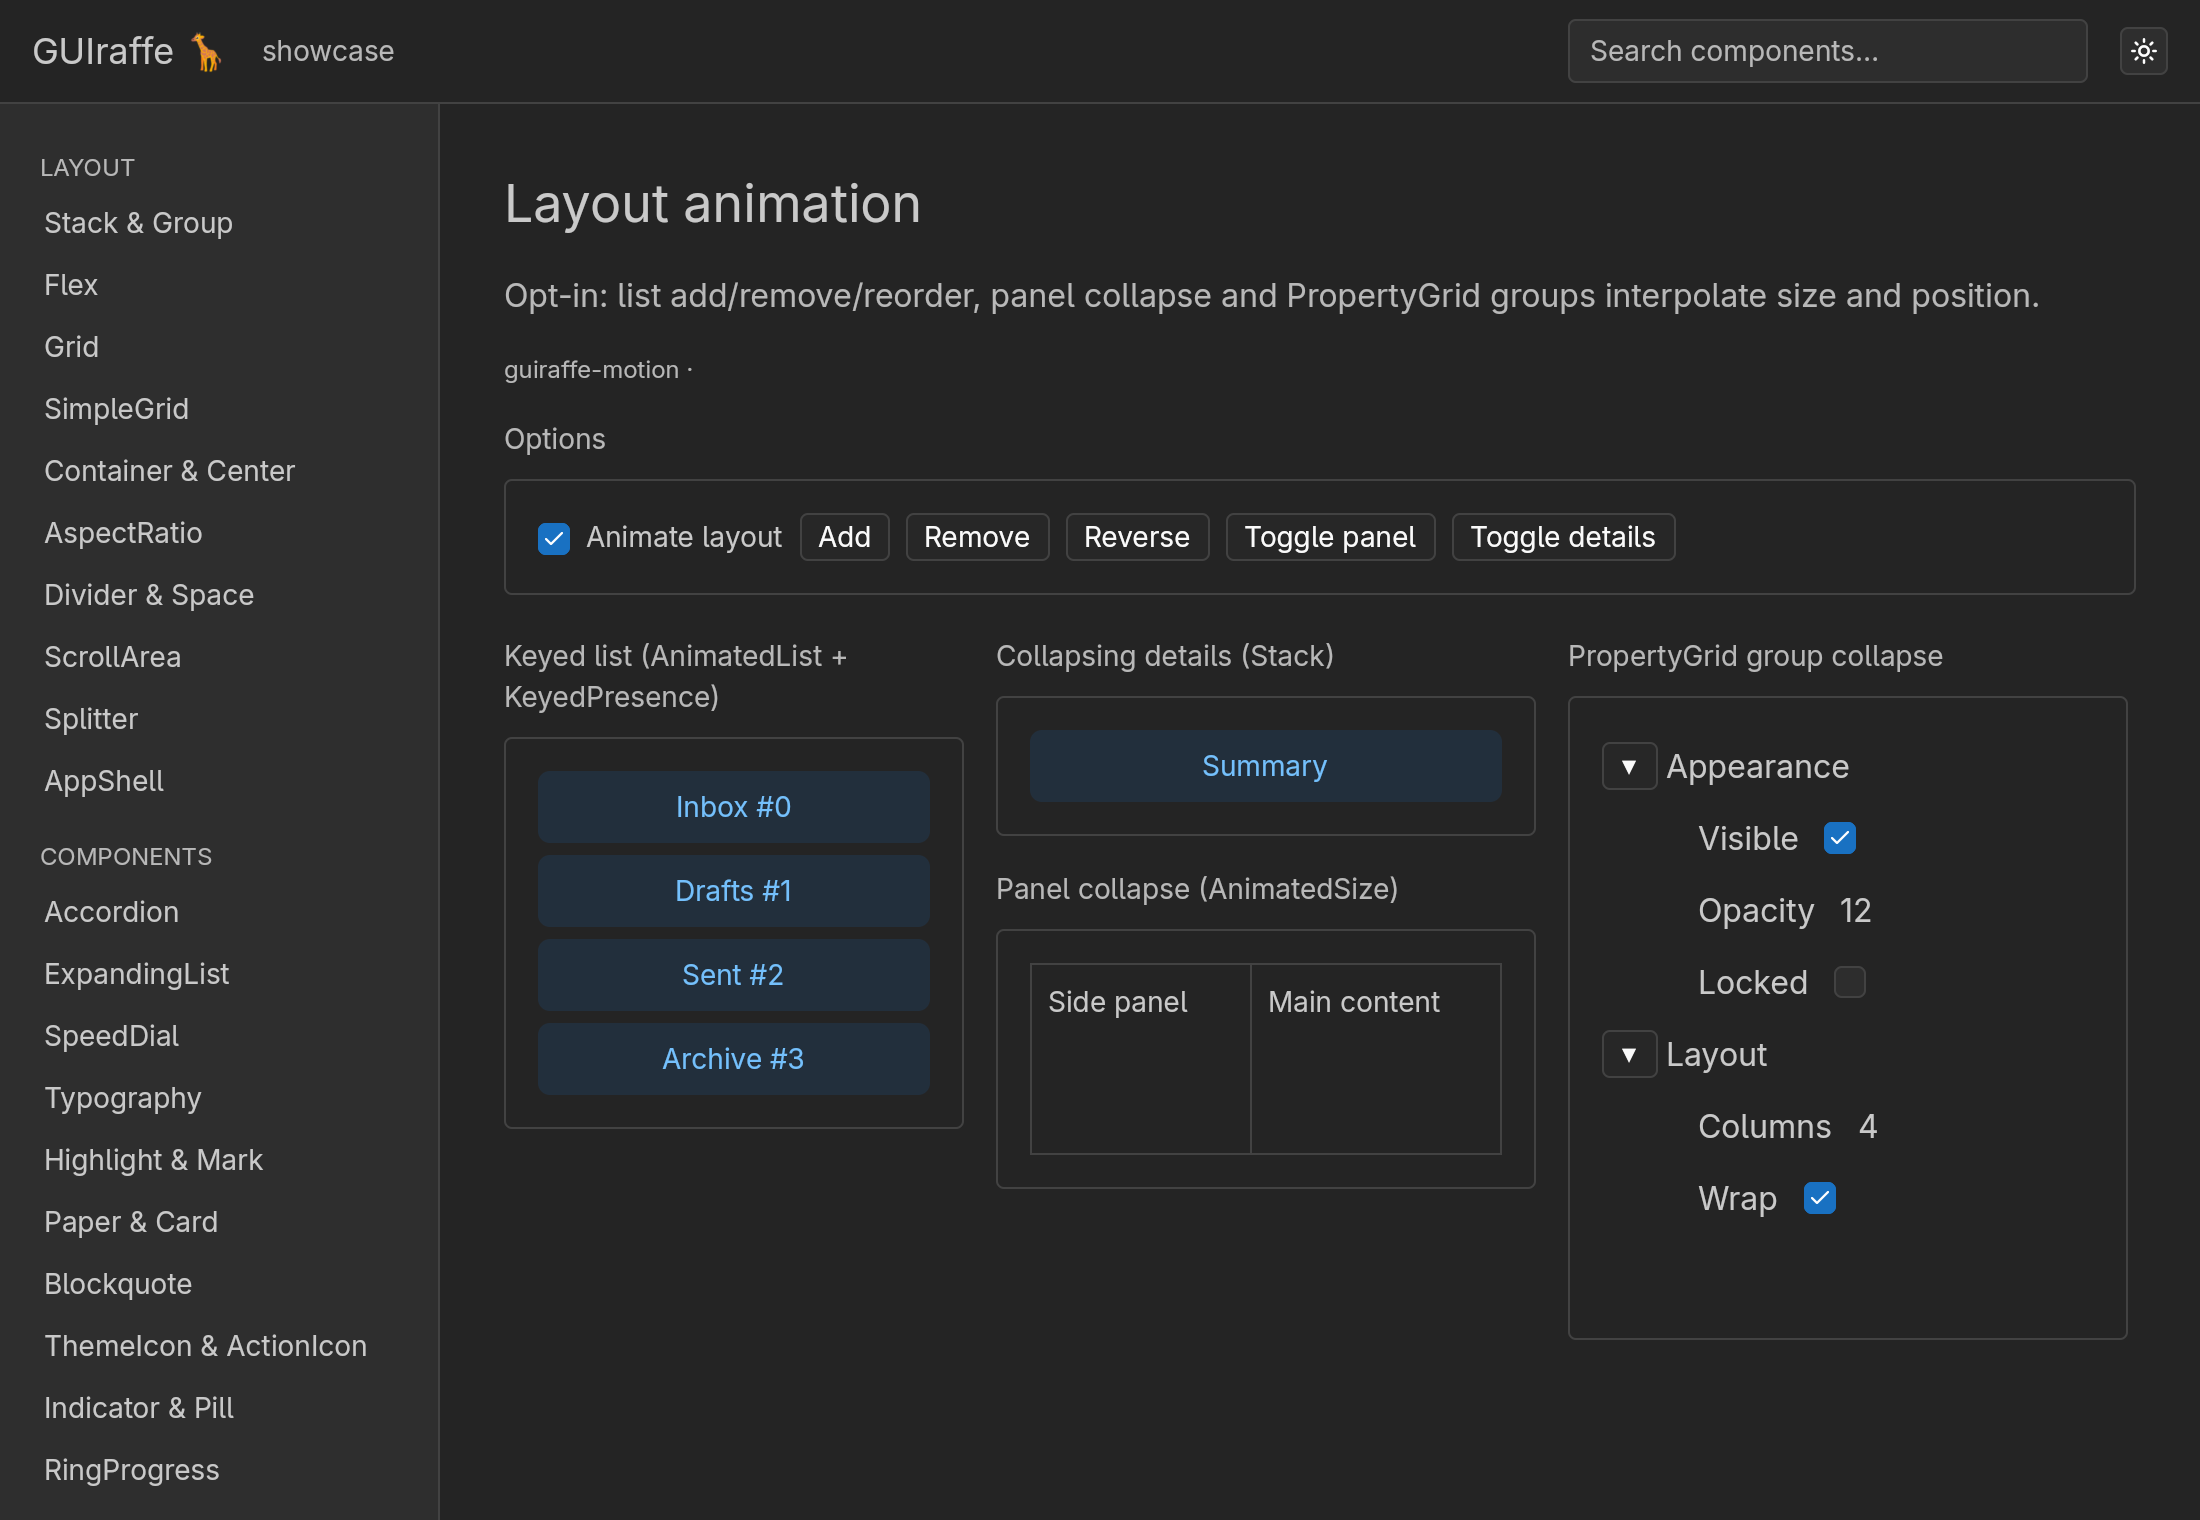 GUIraffe 🦒 showcase
Search components...
LAYOUT
Stack & Group
Flex
Grid
SimpleGrid
Container & Center
AspectRatio
Divider & Space
ScrollArea
Splitter
AppShell
COMPONENTS
Accordion
ExpandingList
SpeedDial
Typography
Highlight & Mark
Paper & Card
Blockquote
ThemeIcon & ActionIcon
Indicator & Pill
RingProgress
Layout animation
Opt-in: list add/remove/reorder, panel collapse and PropertyGrid groups interpolate size and position.
guiraffe-motion ·
Options
Animate layout Add Remove Reverse Toggle panel Toggle details
Keyed list (AnimatedList +
KeyedPresence)
Inbox #0
Drafts #1
Sent #2
Archive #3
Collapsing details (Stack)
Summary
Panel collapse (AnimatedSize)
Side panel Main content
PropertyGrid group collapse
▼ Appearance
Visible
Opacity 12
Locked
▼ Layout
Columns 4
Wrap